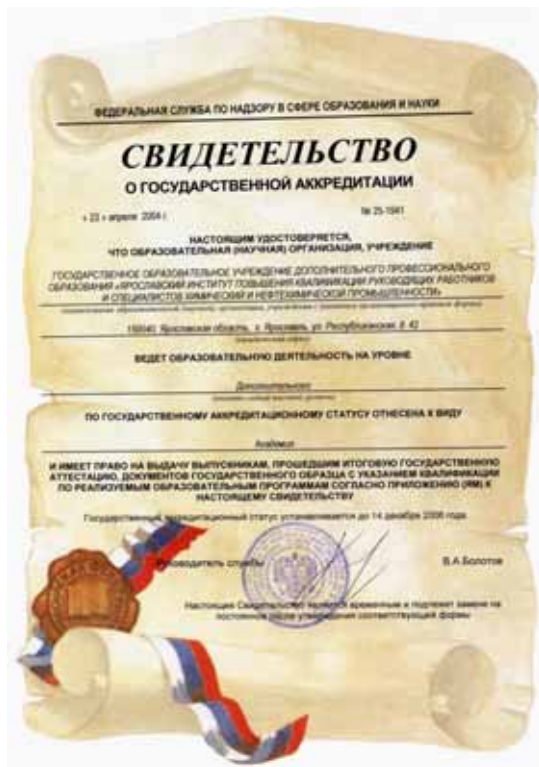 ФЕДЕРАЛЬНАЯ СЛУЖБА ПО НАДЗОРУ В СФЕРЕ ОБРАЗОВАНИЯ И НАУКИ
СВИДЕТЕЛЬСТВО
О ГОСУДАРСТВЕННОЙ АККРЕДИТАЦИИ
« 23 » апреля 2004 г. № 25-1641
НАСТОЯЩИМ УДОСТОВЕРЯЕТСЯ,
ЧТО ОБРАЗОВАТЕЛЬНАЯ (НАУЧНАЯ) ОРГАНИЗАЦИЯ, УЧРЕЖДЕНИЕ
ГОСУДАРСТВЕННОЕ ОБРАЗОВАТЕЛЬНОЕ УЧРЕЖДЕНИЕ ДОПОЛНИТЕЛЬНОГО ПРОФЕССИОНАЛЬНОГО
ОБРАЗОВАНИЯ «ЯРОСЛАВСКИЙ ИНСТИТУТ ПОВЫШЕНИЯ КВАЛИФИКАЦИИ РУКОВОДЯЩИХ РАБОТНИКОВ
И СПЕЦИАЛИСТОВ ХИМИЧЕСКОЙ И НЕФТЕХИМИЧЕСКОЙ ПРОМЫШЛЕННОСТИ»
Ярославская область, г. Ярославль, ул. Республиканская, д. 42
ВЕДЕТ ОБРАЗОВАТЕЛЬНУЮ ДЕЯТЕЛЬНОСТЬ НА УРОВНЕ
Дополнительного
ПО ГОСУДАРСТВЕННОМУ АККРЕДИТАЦИОННОМУ СТАТУСУ ОТНЕСЕНА К ВИДУ
Академия
И ИМЕЕТ ПРАВО НА ВЫДАЧУ ВЫПУСКНИКАМ, ПРОШЕДШИМ ИТОГОВУЮ ГОСУДАРСТВЕННУЮ
АТТЕСТАЦИЮ, ДОКУМЕНТОВ ГОСУДАРСТВЕННОГО ОБРАЗЦА С УКАЗАНИЕМ КВАЛИФИКАЦИИ
ПО РЕАЛИЗУЕМЫМ ОБРАЗОВАТЕЛЬНЫМ ПРОГРАММАМ СОГЛАСНО ПРИЛОЖЕНИЮ (ЯМ) К
НАСТОЯЩЕМУ СВИДЕТЕЛЬСТВУ
Государственный аккредитационный статус устанавливается до 14 декабря 2006 года
Руководитель службы В.А.Болотов
Настоящее Свидетельство является временным и подлежит замене на
постоянное после утверждения соответствующей формы